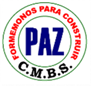 FORMEMONOS PARA CONSTRUIR
PAZ
C.M.B.S.